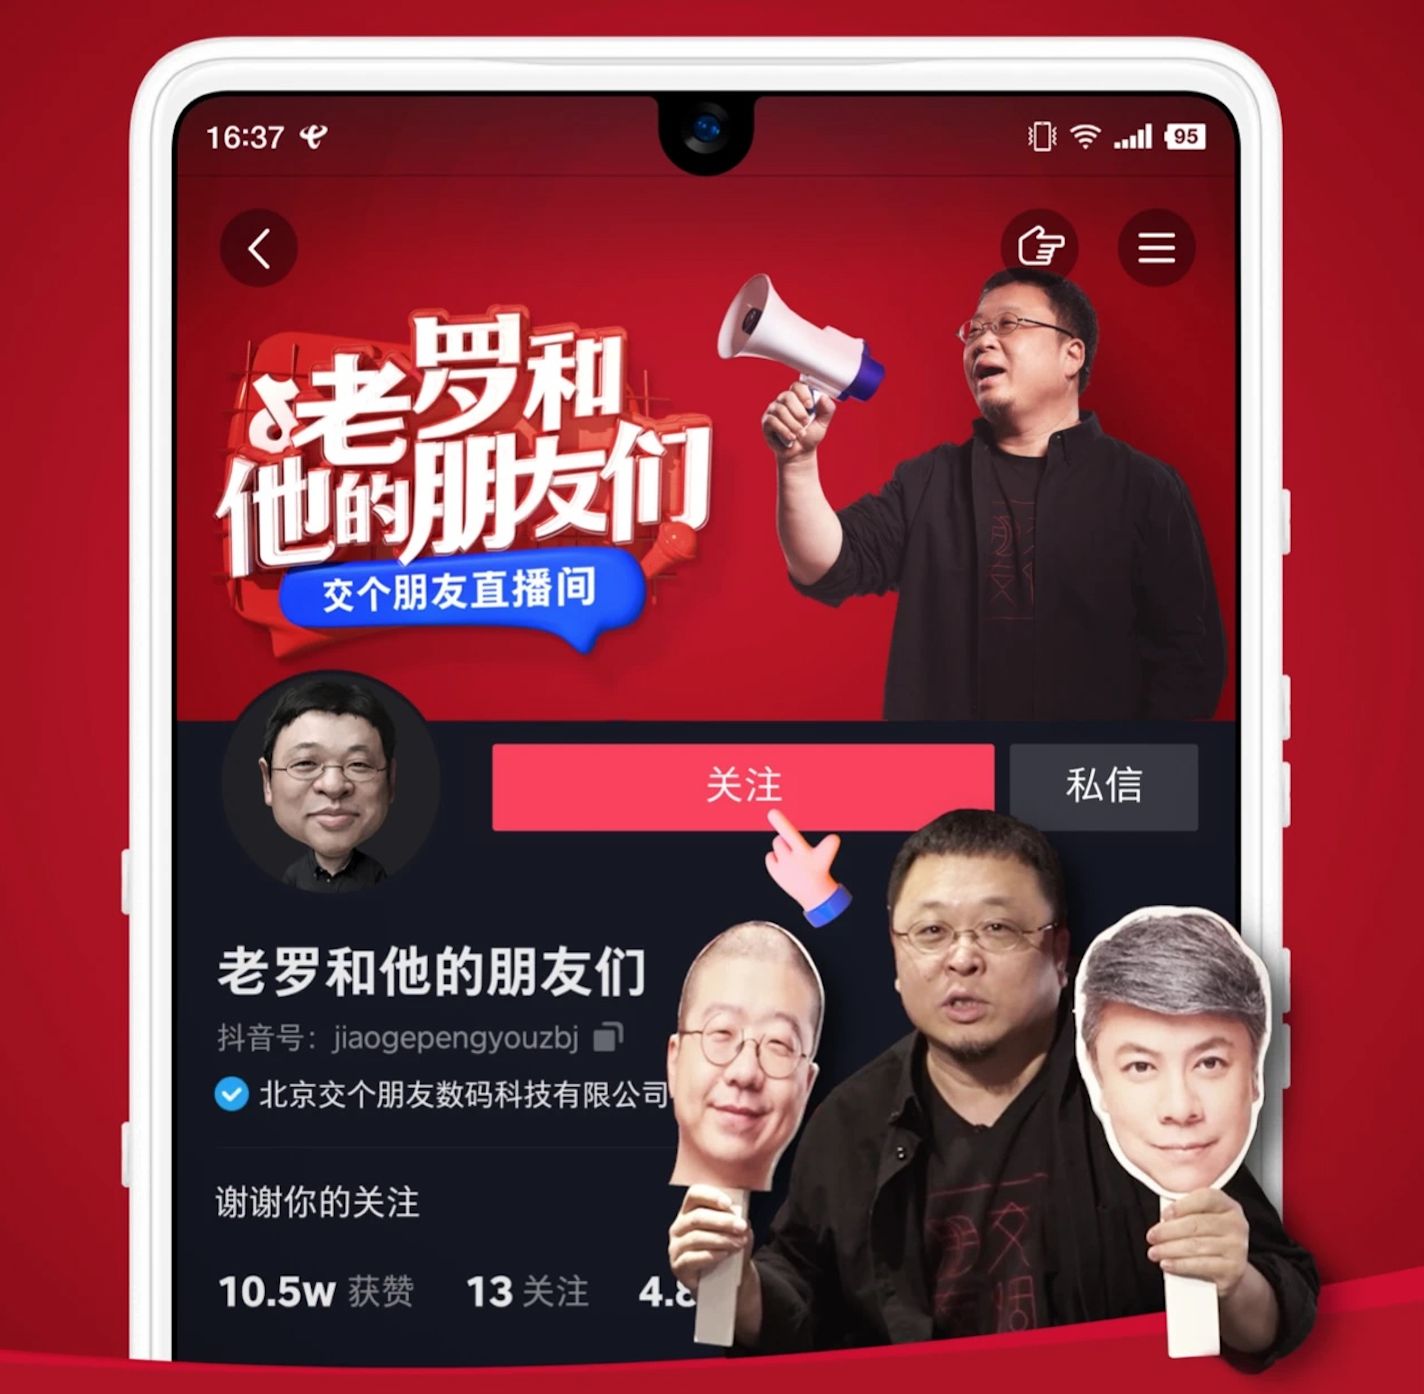 16:37
95
老罗和
他的朋友们
交个朋友直播间
关注
私信
老罗和他的朋友们
抖音号：jiaogepengyouzbj
北京交个朋友数码科技有限公司
谢谢你的关注
10.5w 获赞 13 关注 4.8